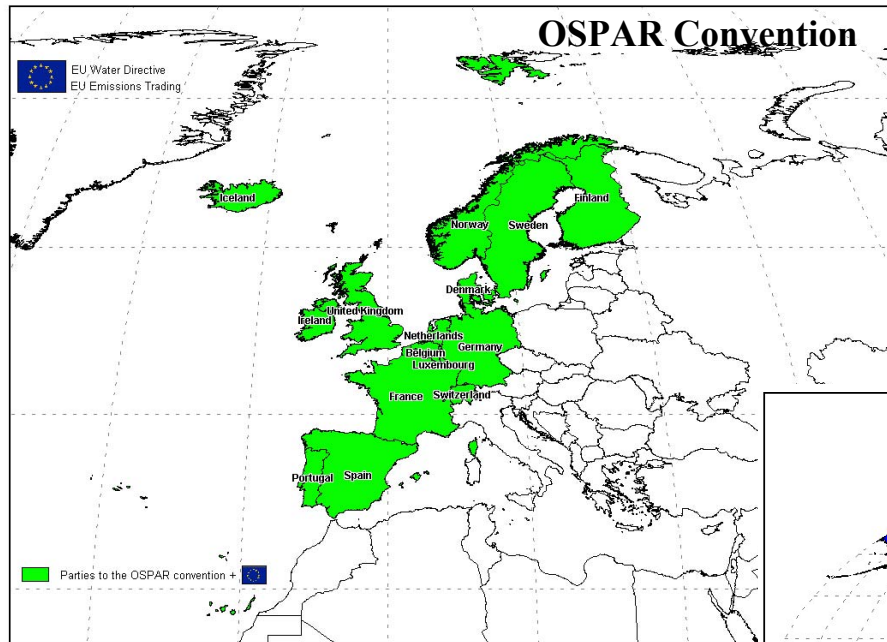 OSPAR Convention
EU Water Directive
EU Emissions Trading
Iceland
Finland
Norway
Sweden
Denmark
United Kingdom
Ireland
Netherlands
Germany
Belgium
Luxembourg
France
Switzerland
Portugal
Spain
Parties to the OSPAR convention +